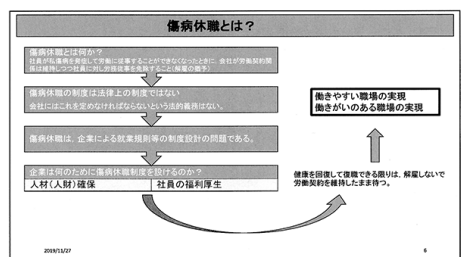 傷病休職とは？
傷病休職とは何か？
社員が私傷病を発症して労働に従事することができなくなったときに、会社が労働契約関
係は維持しつつ社員に対し労務従事を免除すること（解雇の猶予）
傷病休職の制度は法律上の制度ではない
会社にはこれを定めなければならないという法的義務はない。
傷病休職は、企業による就業規則等の制度設計の問題である。
企業は何のために傷病休職制度を設けるのか？
人材（人財）確保
社員の福利厚生
働きやすい職場の実現
働きがいのある職場の実現
健康を回復して復職できる限りは、解雇しないで
労働契約を維持したまま待つ。
2019/11/27
6